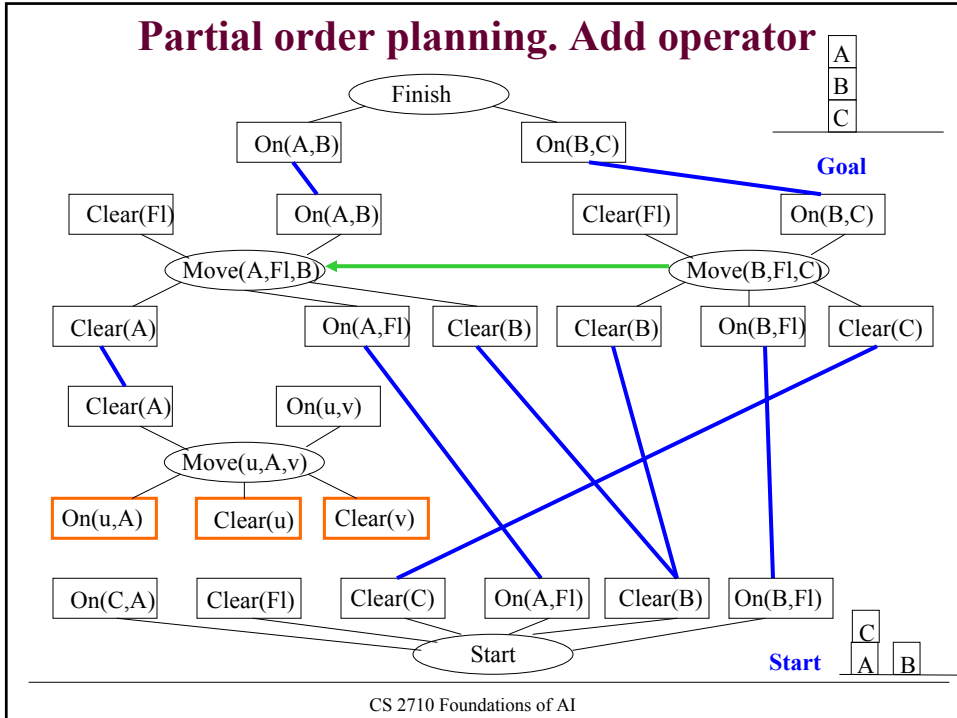 Partial order planning. Add operator
A
B
C
Finish
On(A,B) On(B,C)
Goal
Clear(Fl) On(A,B) Clear(Fl) On(B,C)
Move(A,Fl,B) Move(B,Fl,C)
Clear(A) On(A,Fl) Clear(B) Clear(B) On(B,Fl) Clear(C)
Clear(A) On(u,v)
Move(u,A,v)
On(u,A) Clear(u) Clear(v)
On(C,A) Clear(Fl) Clear(C) On(A,Fl) Clear(B) On(B,Fl)
C
Start Start A B
CS 2710 Foundations of AI